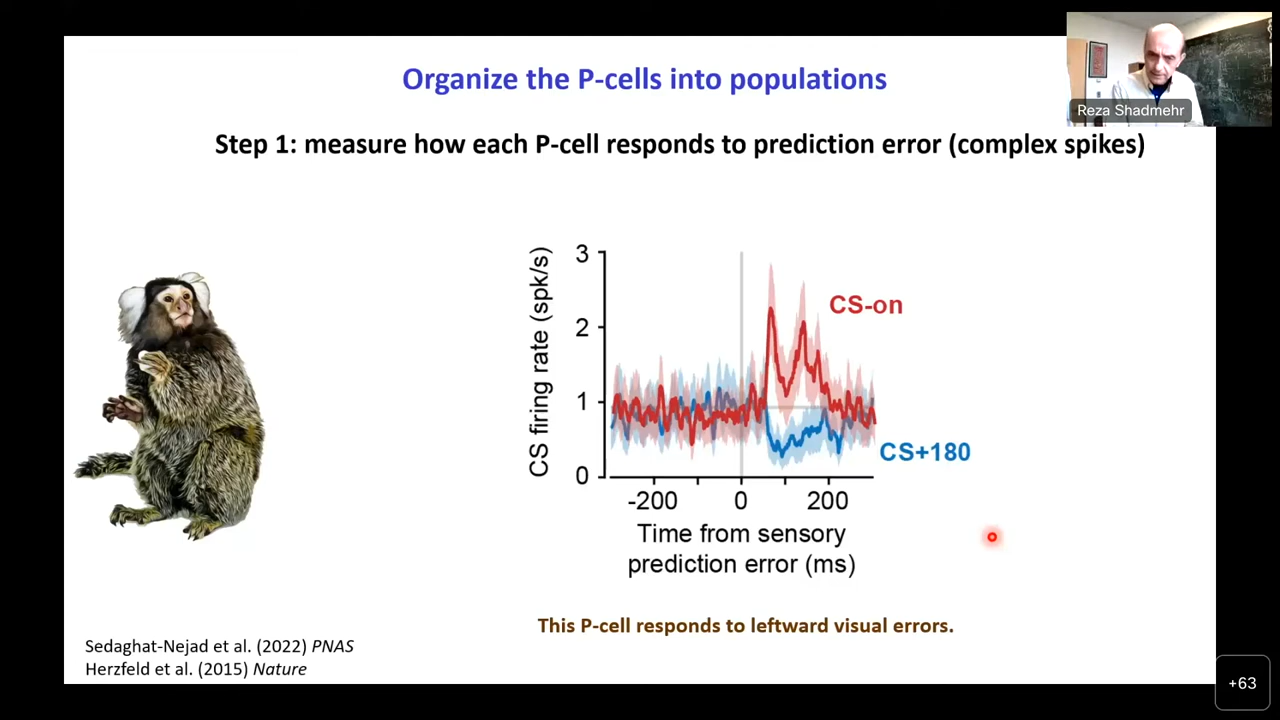 Organize the P-cells into populations
Reza Shadmehr
Step 1: measure how each P-cell responds to prediction error (complex spikes)
CS firing rate (spk/s)
3
2
1
0
CS-on
CS+180
-200
0
200
Time from sensory
prediction error (ms)
This P-cell responds to leftward visual errors.
Sedaghat-Nejad et al. (2022) PNAS
Herzfeld et al. (2015) Nature
+63